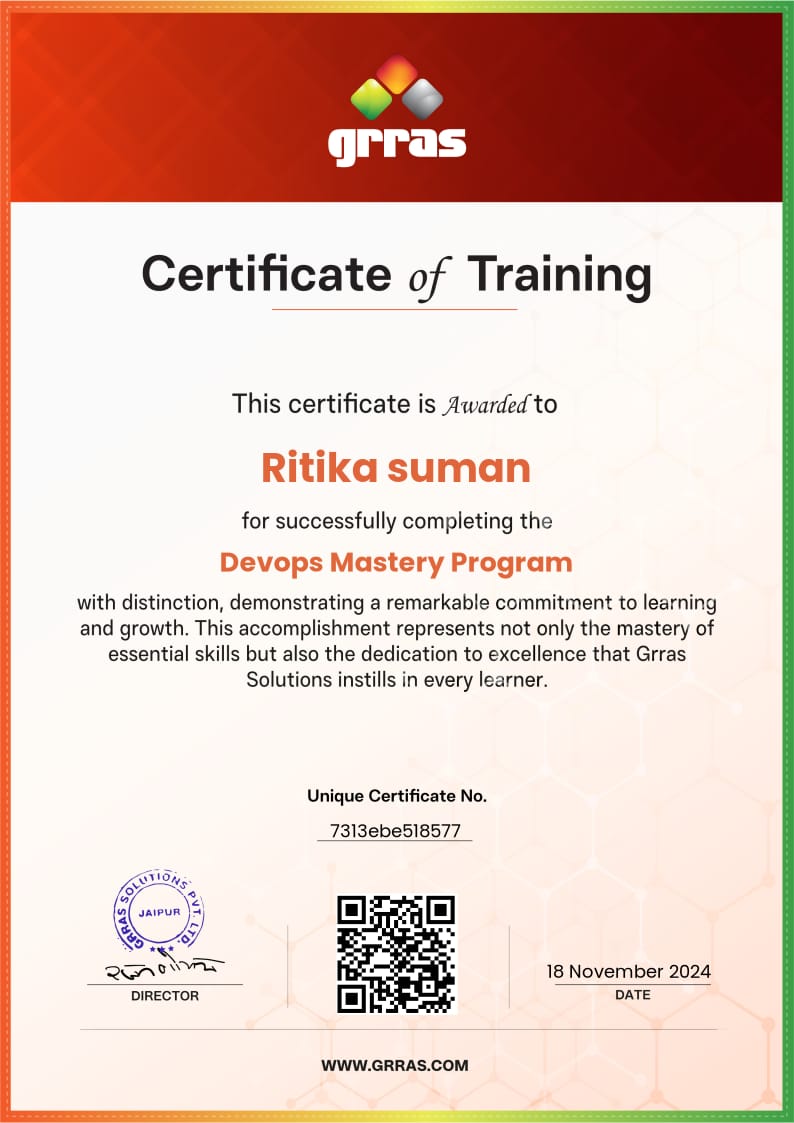 grras
Certificate of Training
This certificate is Awarded to
Ritika suman
for successfully completing the
Devops Mastery Program
with distinction, demonstrating a remarkable commitment to learning
and growth. This accomplishment represents not only the mastery of
essential skills but also the dedication to excellence that Grras
Solutions instills in every learner.
Unique Certificate No.
7313ebe518577
GRRAS SOLUTIONS PVT. LTD.
JAIPUR
DIRECTOR
18 November 2024
DATE
WWW.GRRAS.COM